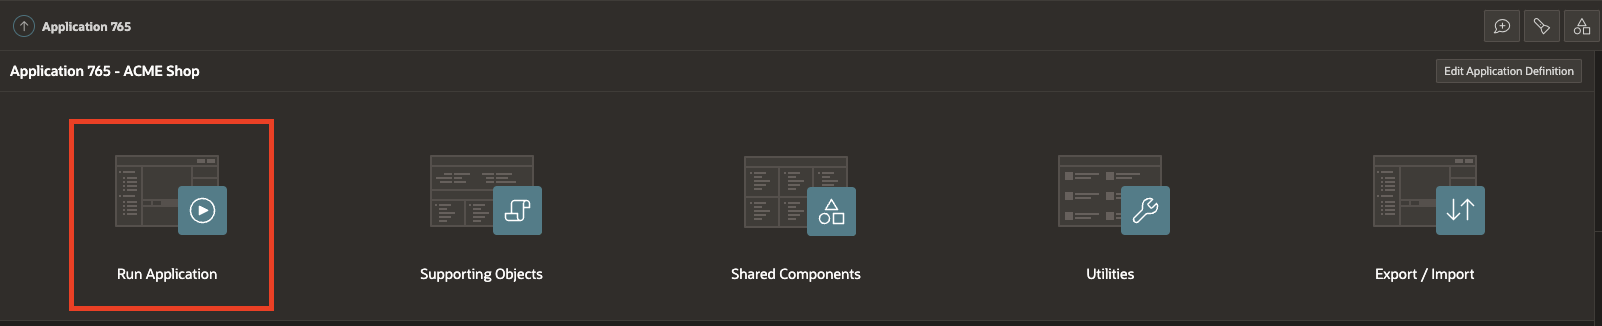 Application 765
Application 765 - ACME Shop
Edit Application Definition
Run Application
Supporting Objects
Shared Components
Utilities
Export / Import